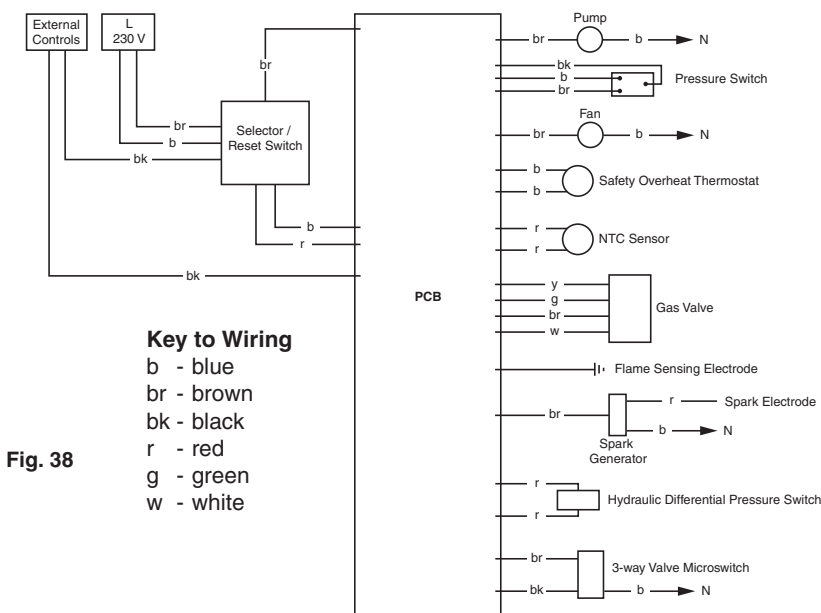 External
Controls
L
230 V
br
br
b
bk
Selector /
Reset Switch
b
r
bk
PCB
Key to Wiring
b - blue
br - brown
bk - black
r - red
g - green
w - white
Fig. 38
Pump
br b N
bk
b
br
Pressure Switch
Fan
br b N
b
b
Safety Overheat Thermostat
r
r
NTC Sensor
y
g
br
w
Gas Valve
Flame Sensing Electrode
br
r Spark Electrode
b N
Spark
Generator
r
r
Hydraulic Differential Pressure Switch
br
bk
3-way Valve Microswitch
b N